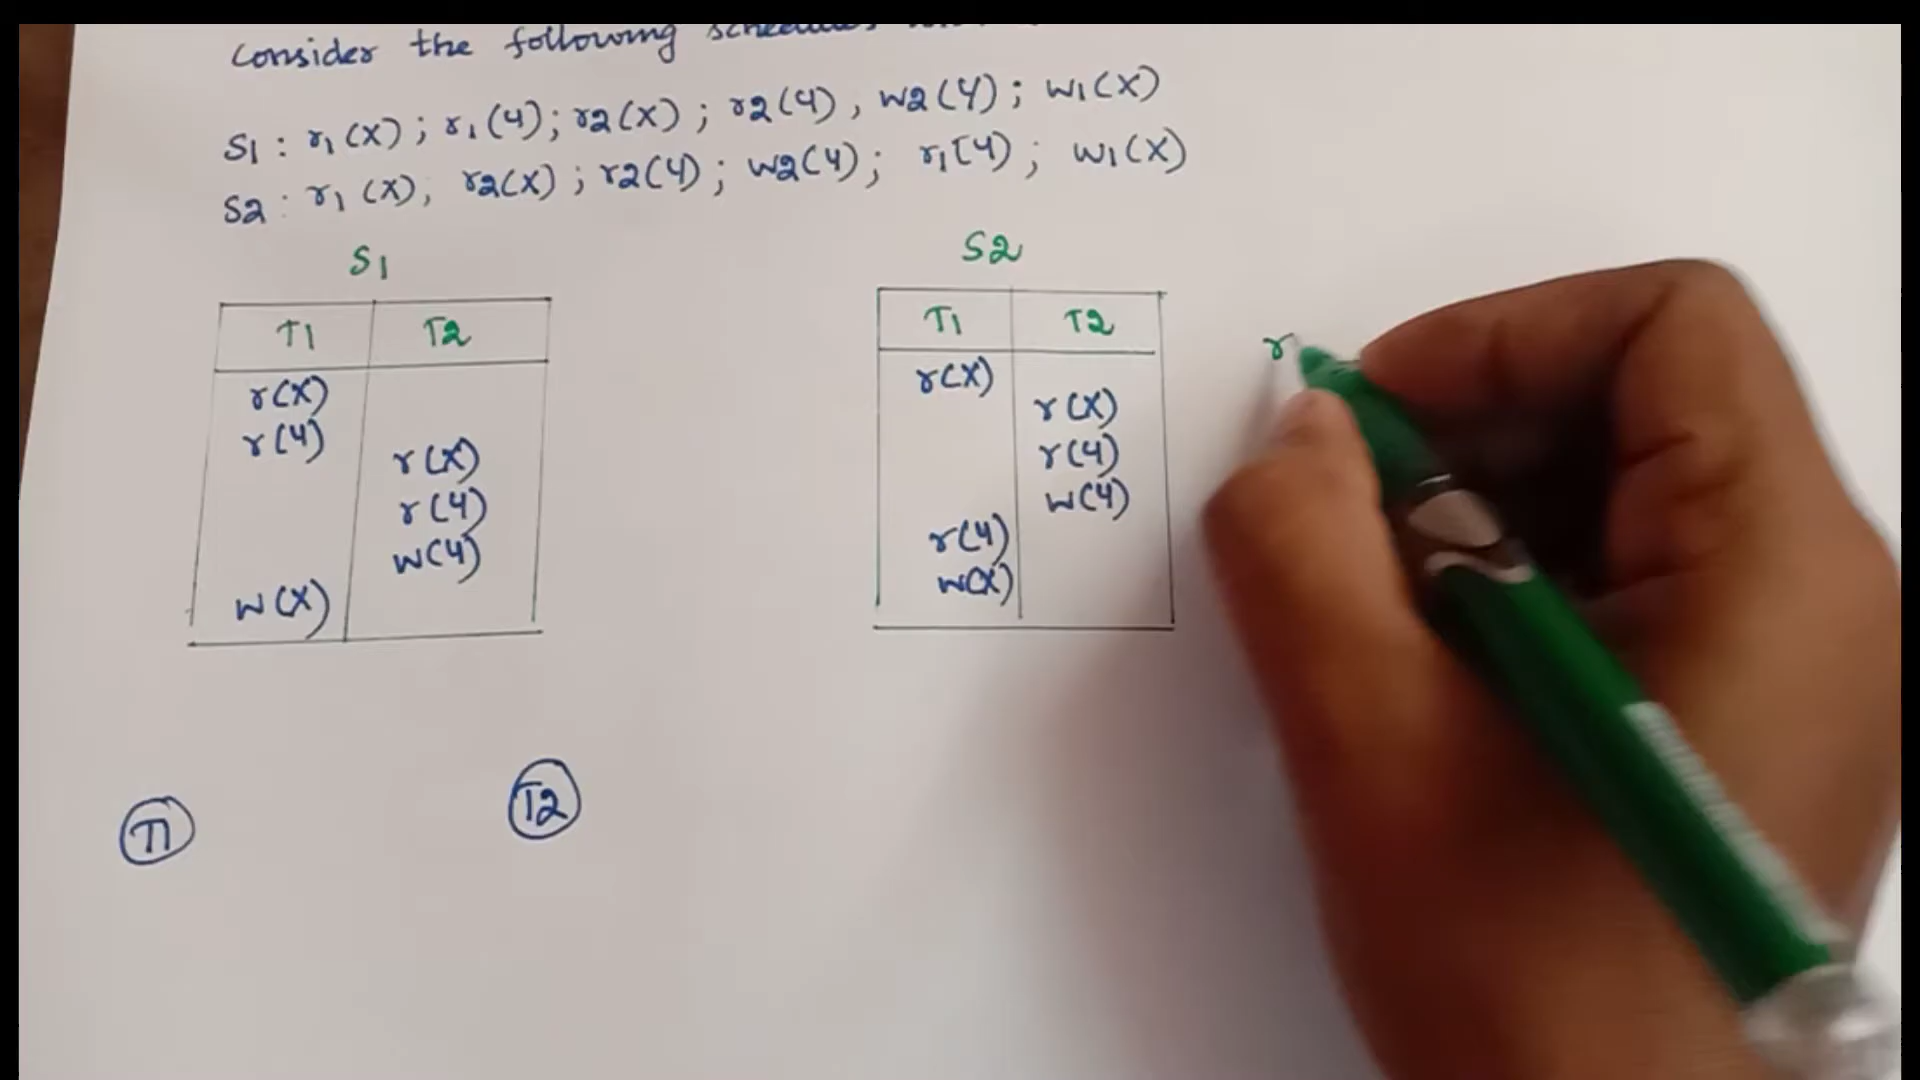 Consider the following schedules
S1 : r1(X) ; r1(Y); r2(X) ; r2(Y) , W2(Y) ; W1(X)
S2 : r1(X), r2(X) ; r2(Y) ; W2(Y) ; r1(Y) ; W1(X)
S1 S2
T1 T2 T1 T2
r(X) r(X)
r(Y) r(X)
r(X) r(Y)
r(Y) W(Y)
W(Y) r(Y)
W(X) W(X)
r
T1 T2